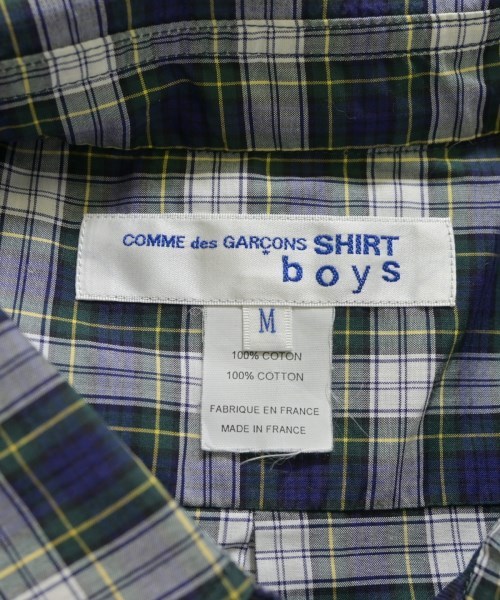 COMME des GARÇONS SHIRT
boys
M
100% COTON
100% COTTON
FABRIQUE EN FRANCE
MADE IN FRANCE